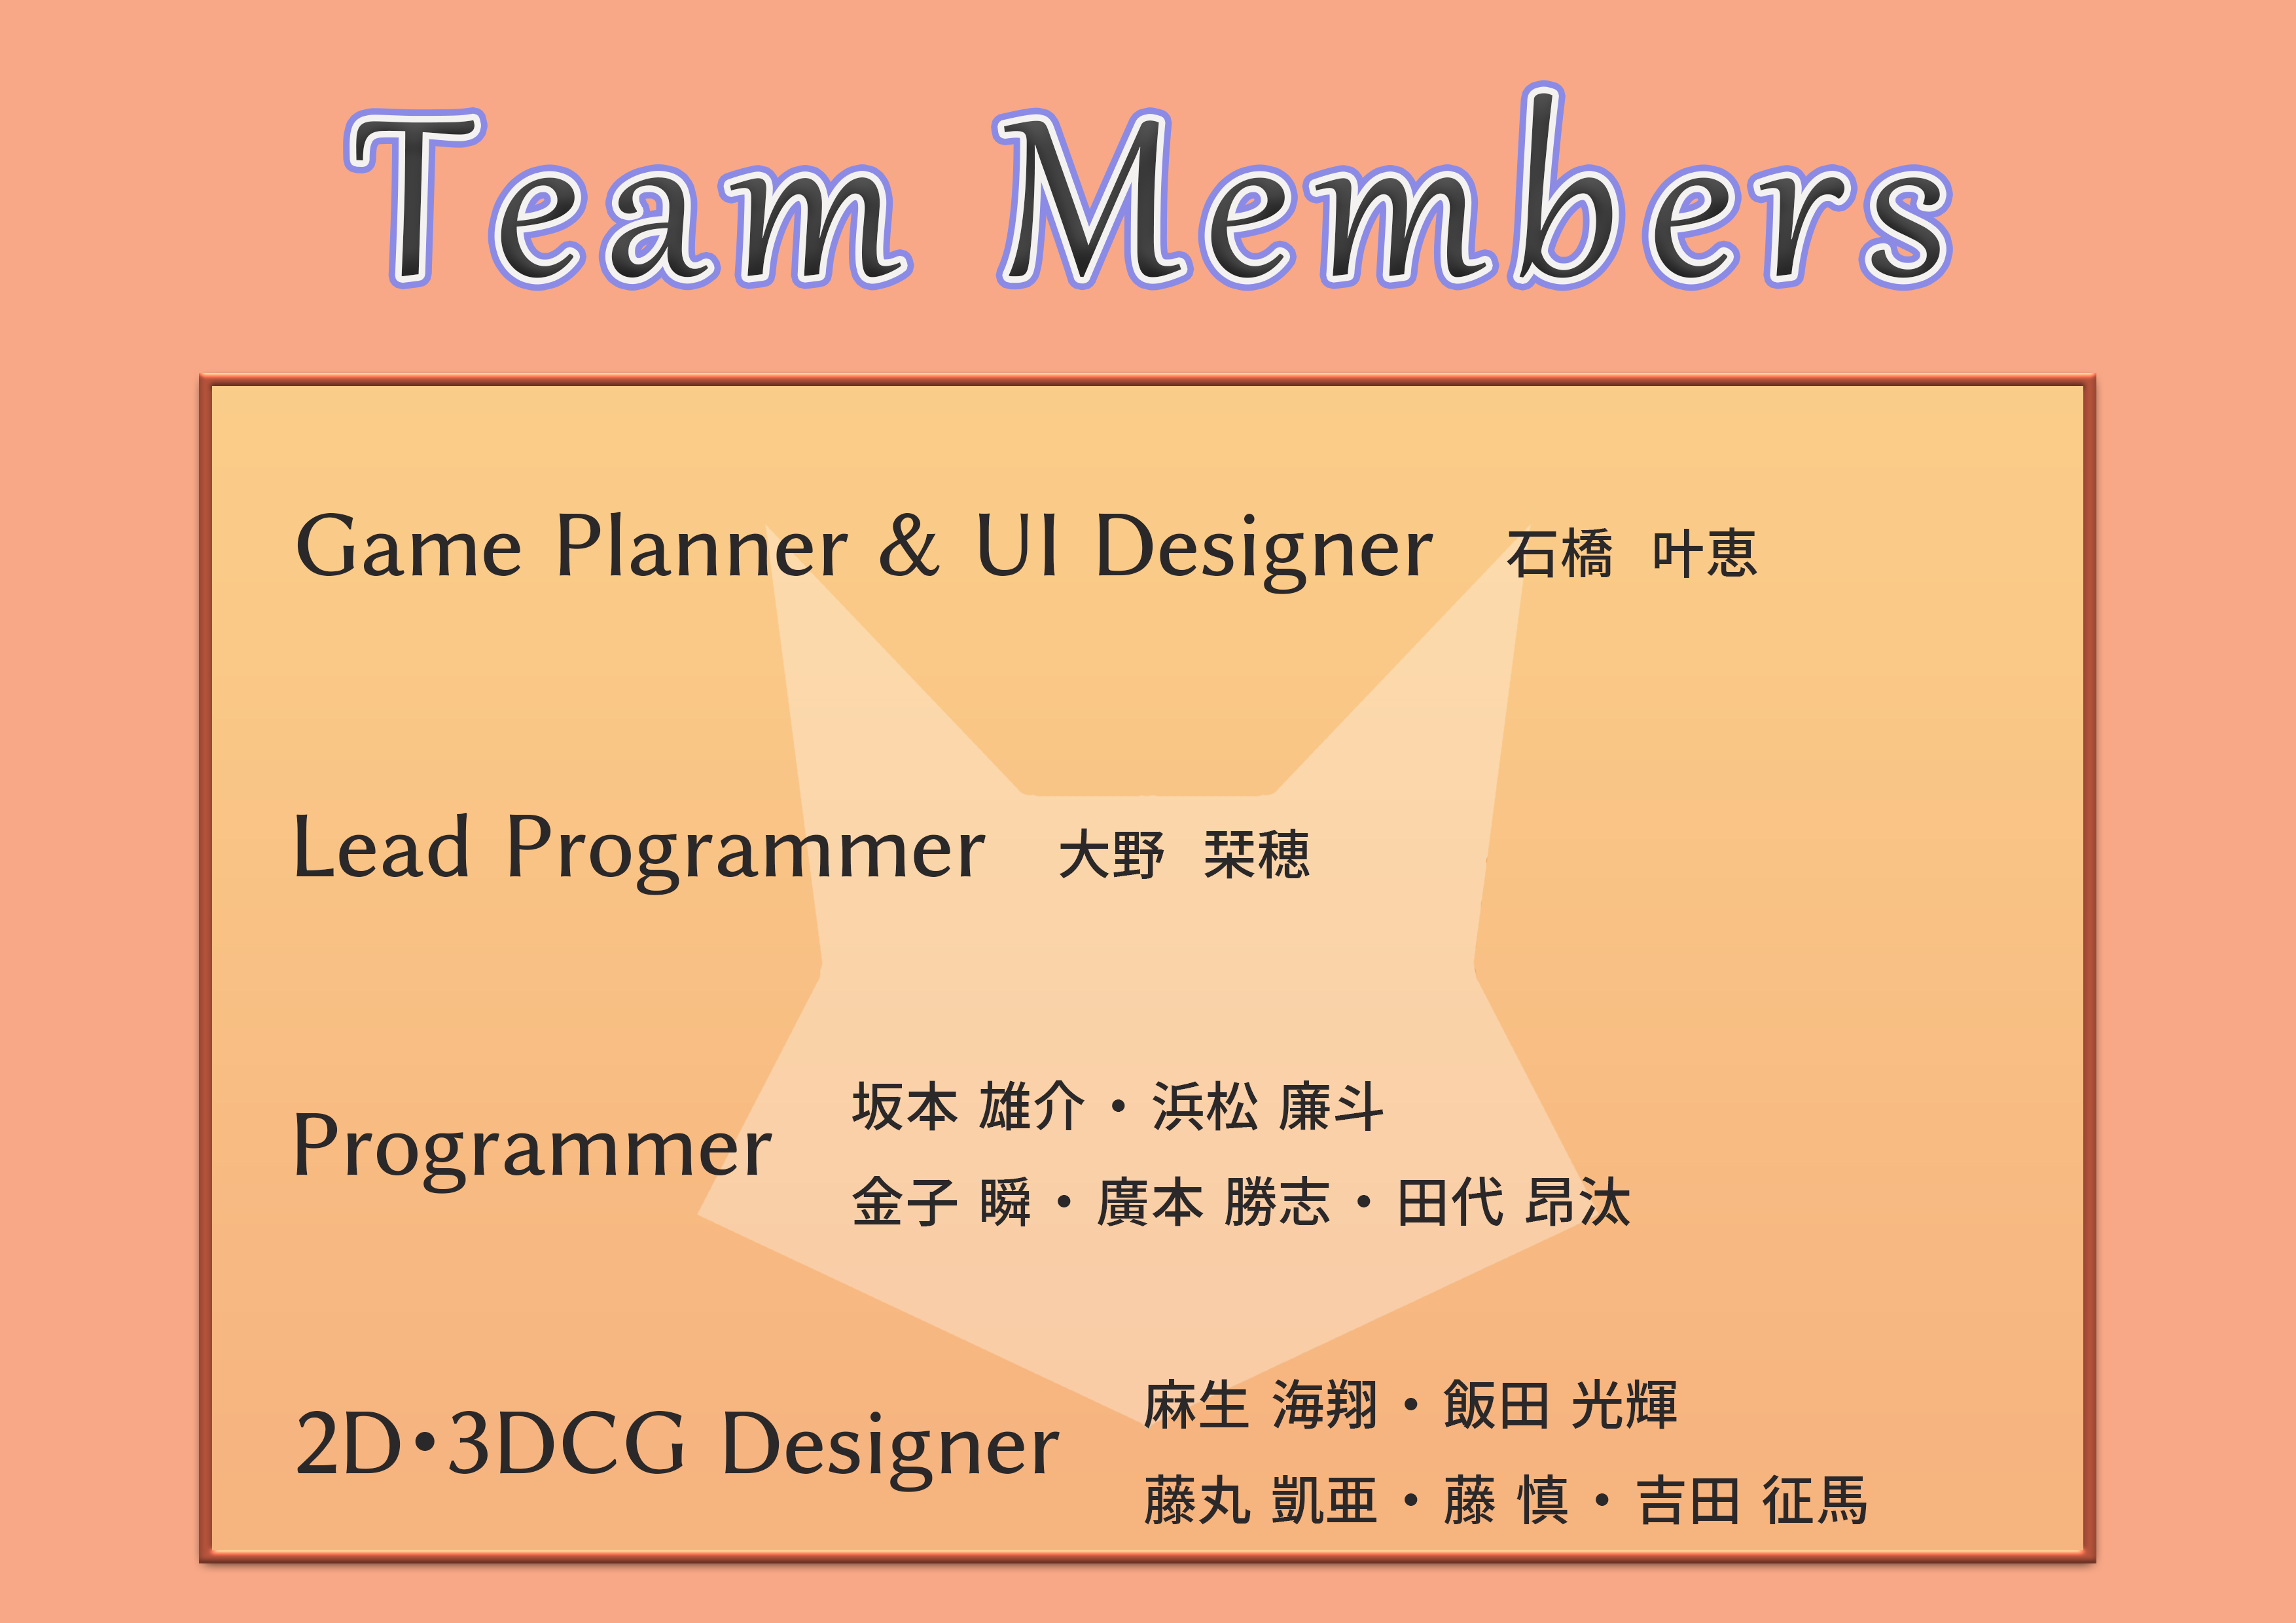 Team Members
Game Planner & UI Designer 石橋 叶恵
Lead Programmer 大野 栞穂
Programmer
坂本 雄介・浜松 廉斗
金子 瞬・廣本 勝志・田代 昂汰
2D・3DCG Designer
麻生 海翔・飯田 光輝
藤丸 凱亜・藤 慎・吉田 征馬